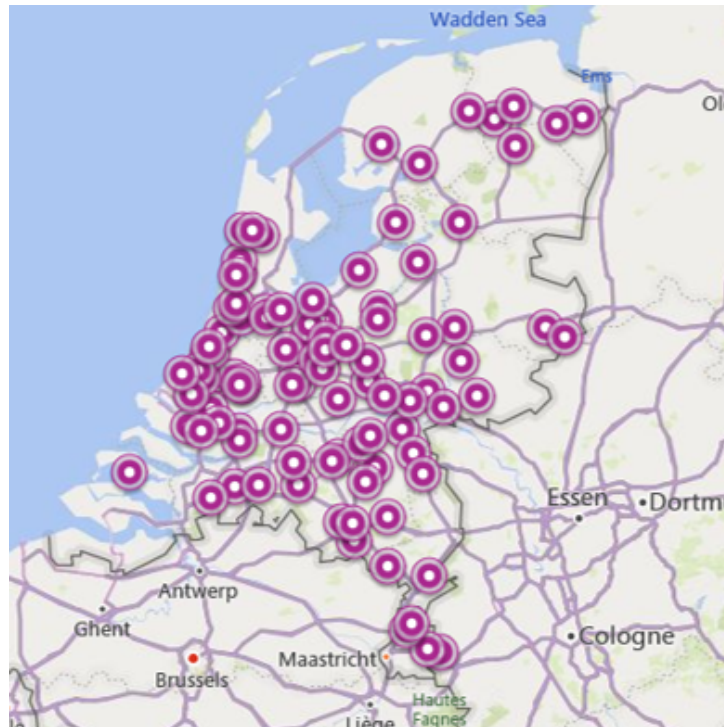 Wadden Sea
Ems
Essen
Dortm
Antwerp
Ghent
Cologne
Maastricht
Brussels
Hautes
Fagnes
Liège